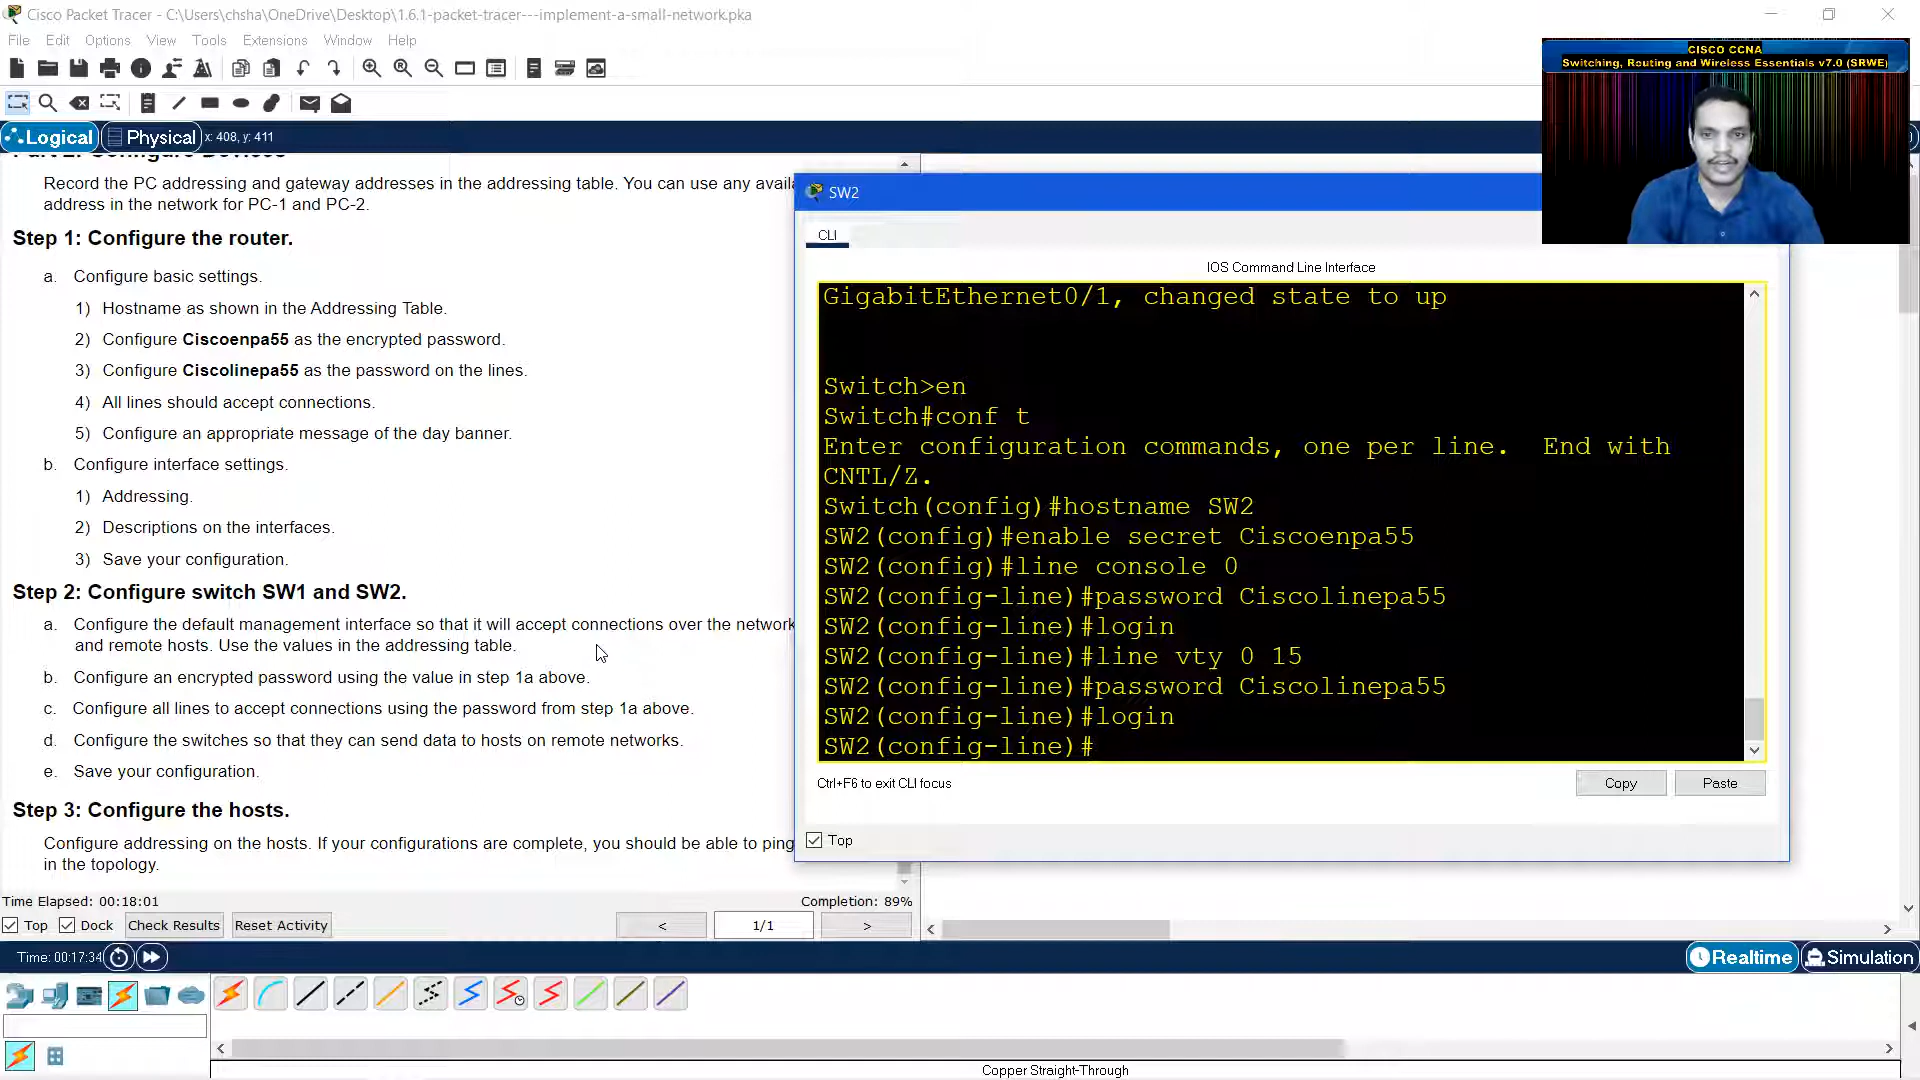 Cisco Packet Tracer - C:\Users\chsha\OneDrive\Desktop\1.6.1-packet-tracer---implement-a-small-network.pka
File Edit Options View Tools Extensions Window Help
CISCO CCNA
Switching, Routing and Wireless Essentials v7.0 (SRWE)
Logical Physical x: 408, y: 411
Part 2: Configure Devices
Record the PC addressing and gateway addresses in the addressing table. You can use any avail
address in the network for PC-1 and PC-2.
Step 1: Configure the router.
a. Configure basic settings.
1) Hostname as shown in the Addressing Table.
2) Configure Ciscoenpa55 as the encrypted password.
3) Configure Ciscolinepa55 as the password on the lines.
4) All lines should accept connections.
5) Configure an appropriate message of the day banner.
b. Configure interface settings.
1) Addressing.
2) Descriptions on the interfaces.
3) Save your configuration.
Step 2: Configure switch SW1 and SW2.
a. Configure the default management interface so that it will accept connections over the network
and remote hosts. Use the values in the addressing table.
b. Configure an encrypted password using the value in step 1a above.
c. Configure all lines to accept connections using the password from step 1a above.
d. Configure the switches so that they can send data to hosts on remote networks.
e. Save your configuration.
Step 3: Configure the hosts.
Configure addressing on the hosts. If your configurations are complete, you should be able to ping
in the topology.
Time Elapsed: 00:18:01 Completion: 89%
Top Dock Check Results Reset Activity < 1/1 >
SW2
CLI
IOS Command Line Interface
GigabitEthernet0/1, changed state to up
Switch>en
Switch#conf t
Enter configuration commands, one per line. End with
CNTL/Z.
Switch(config)#hostname SW2
SW2(config)#enable secret Ciscoenpa55
SW2(config)#line console 0
SW2(config-line)#password Ciscolinepa55
SW2(config-line)#login
SW2(config-line)#line vty 0 15
SW2(config-line)#password Ciscolinepa55
SW2(config-line)#login
SW2(config-line)#
Ctrl+F6 to exit CLI focus
Copy Paste
Top
Time: 00:17:34
Realtime Simulation
Copper Straight-Through